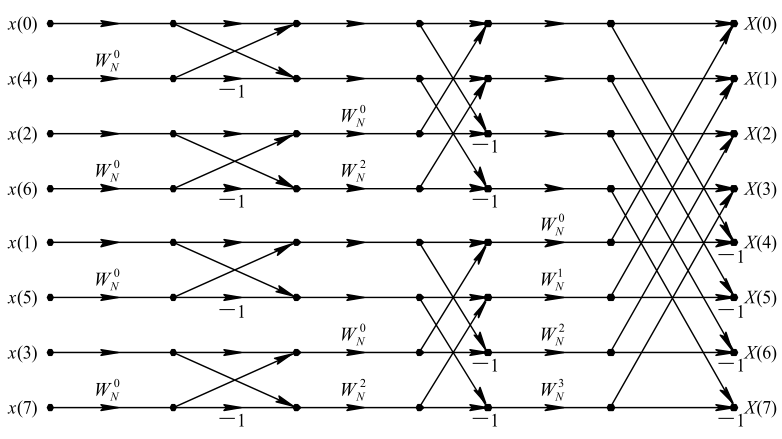 x(0) X(0)
W_N^0
x(4) −1 X(1)
W_N^0
x(2) −1 X(2)
W_N^0 W_N^2
x(6) −1 −1 X(3)
W_N^0
x(1) −1 X(4)
W_N^0 W_N^1
x(5) −1 −1 X(5)
W_N^0 W_N^2
x(3) −1 −1 X(6)
W_N^0 W_N^2 W_N^3
x(7) −1 −1 −1 X(7)